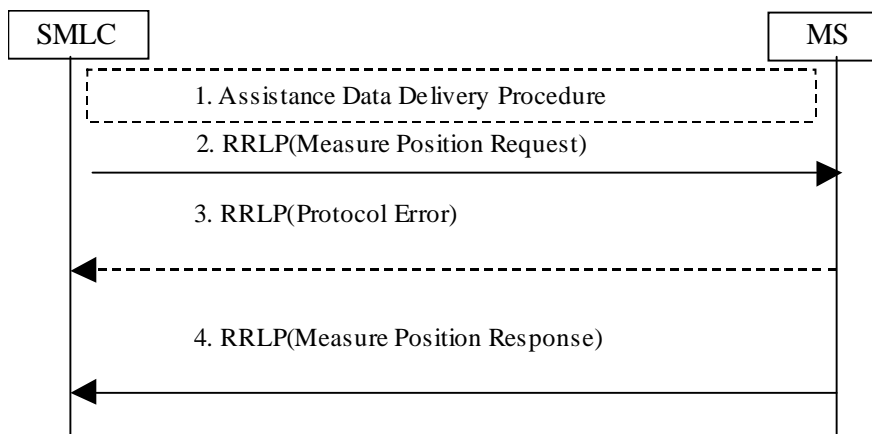 SMLC
MS
1. Assistance Data Delivery Procedure
2. RRLP(Measure Position Request)
3. RRLP(Protocol Error)
4. RRLP(Measure Position Response)